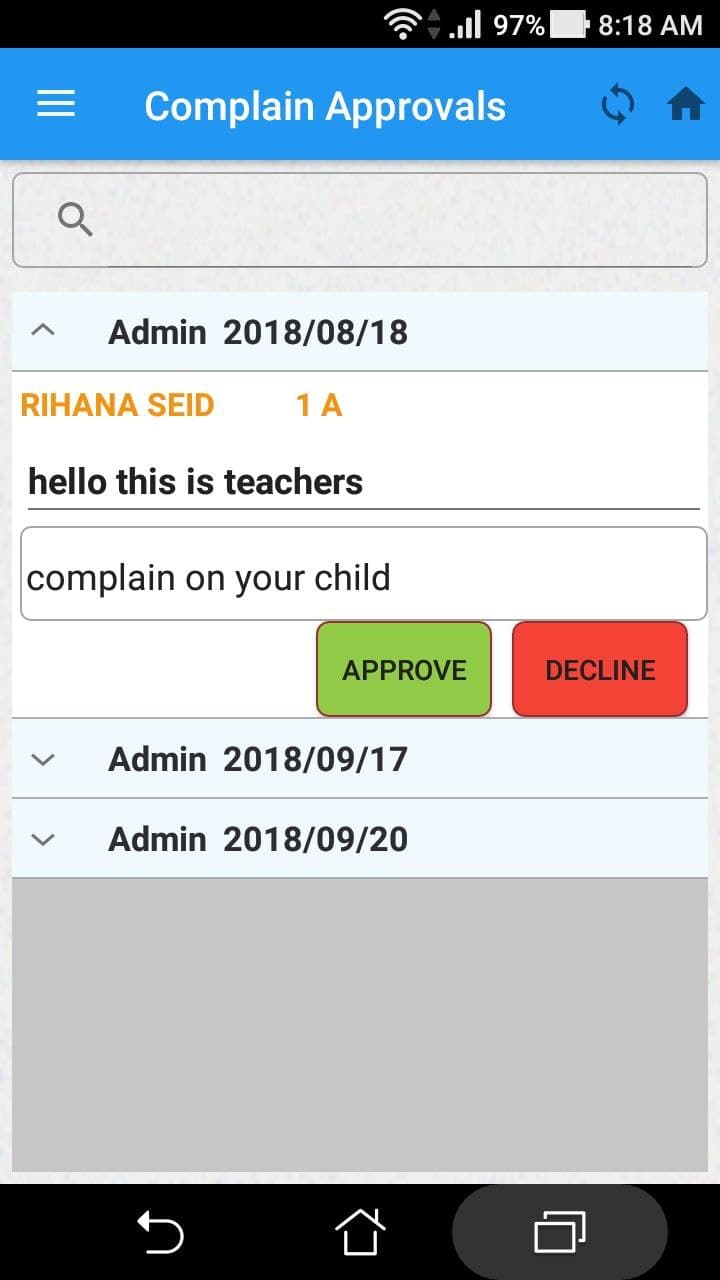 97% 8:18 AM
Complain Approvals
Admin 2018/08/18
RIHANA SEID 1 A
hello this is teachers
complain on your child
APPROVE DECLINE
Admin 2018/09/17
Admin 2018/09/20